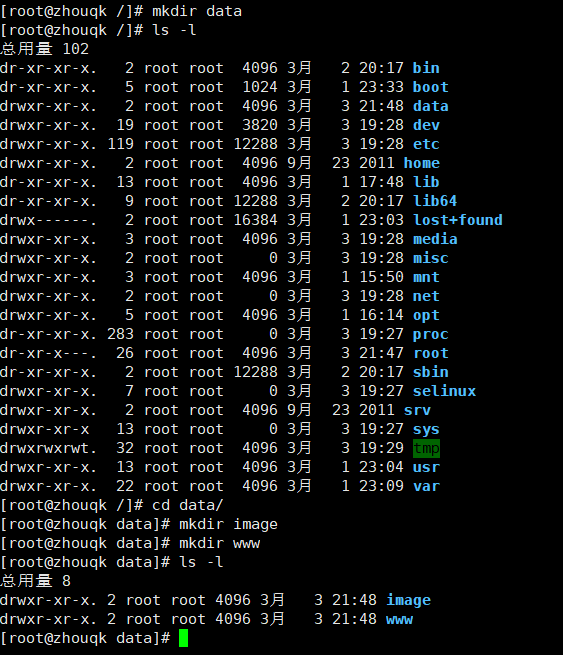 [root@zhouqk /]# mkdir data
[root@zhouqk /]# ls -l
总用量 102
dr-xr-xr-x.   2 root root  4096 3月   2 20:17 bin
dr-xr-xr-x.   5 root root  1024 3月   1 23:33 boot
drwxr-xr-x.   2 root root  4096 3月   3 21:48 data
drwxr-xr-x.  19 root root  3820 3月   3 19:28 dev
drwxr-xr-x. 119 root root 12288 3月   3 19:28 etc
drwxr-xr-x.   2 root root  4096 9月  23 2011 home
dr-xr-xr-x.  13 root root  4096 3月   1 17:48 lib
dr-xr-xr-x.   9 root root 12288 3月   2 20:17 lib64
drwx------.   2 root root 16384 3月   1 23:03 lost+found
drwxr-xr-x.   3 root root  4096 3月   3 19:28 media
drwxr-xr-x.   2 root root     0 3月   3 19:28 misc
drwxr-xr-x.   3 root root  4096 3月   1 15:50 mnt
drwxr-xr-x.   2 root root     0 3月   3 19:28 net
drwxr-xr-x.   5 root root  4096 3月   1 16:14 opt
dr-xr-xr-x. 283 root root     0 3月   3 19:27 proc
dr-xr-x---.  26 root root  4096 3月   3 21:47 root
dr-xr-xr-x.   2 root root 12288 3月   2 20:17 sbin
drwxr-xr-x.   7 root root     0 3月   3 19:27 selinux
drwxr-xr-x.   2 root root  4096 9月  23 2011 srv
drwxr-xr-x   13 root root     0 3月   3 19:27 sys
drwxrwxrwt.  32 root root  4096 3月   3 19:29 tmp
drwxr-xr-x.  13 root root  4096 3月   1 23:04 usr
drwxr-xr-x.  22 root root  4096 3月   1 23:09 var
[root@zhouqk /]# cd data/
[root@zhouqk data]# mkdir image
[root@zhouqk data]# mkdir www
[root@zhouqk data]# ls -l
总用量 8
drwxr-xr-x. 2 root root 4096 3月   3 21:48 image
drwxr-xr-x. 2 root root 4096 3月   3 21:48 www
[root@zhouqk data]#